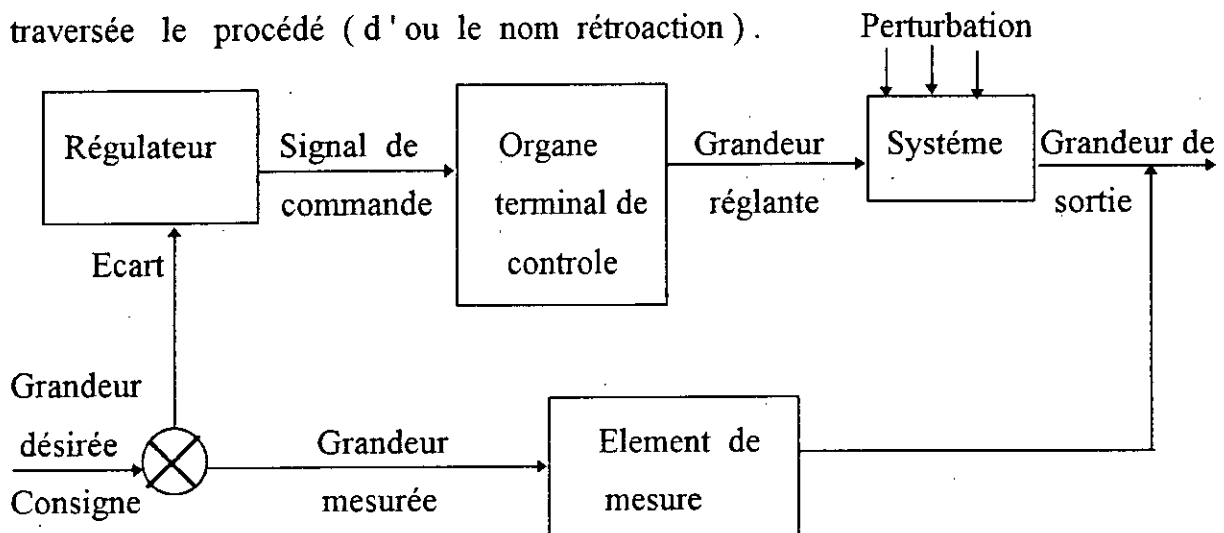 traversée le procédé ( d ' ou le nom rétroaction ) .
Perturbation
Régulateur
Signal de
commande
Organe
terminal de
controle
Grandeur
réglante
Systéme
Grandeur de
sortie
Ecart
Grandeur
désirée
Consigne
Grandeur
mesurée
Element de
mesure